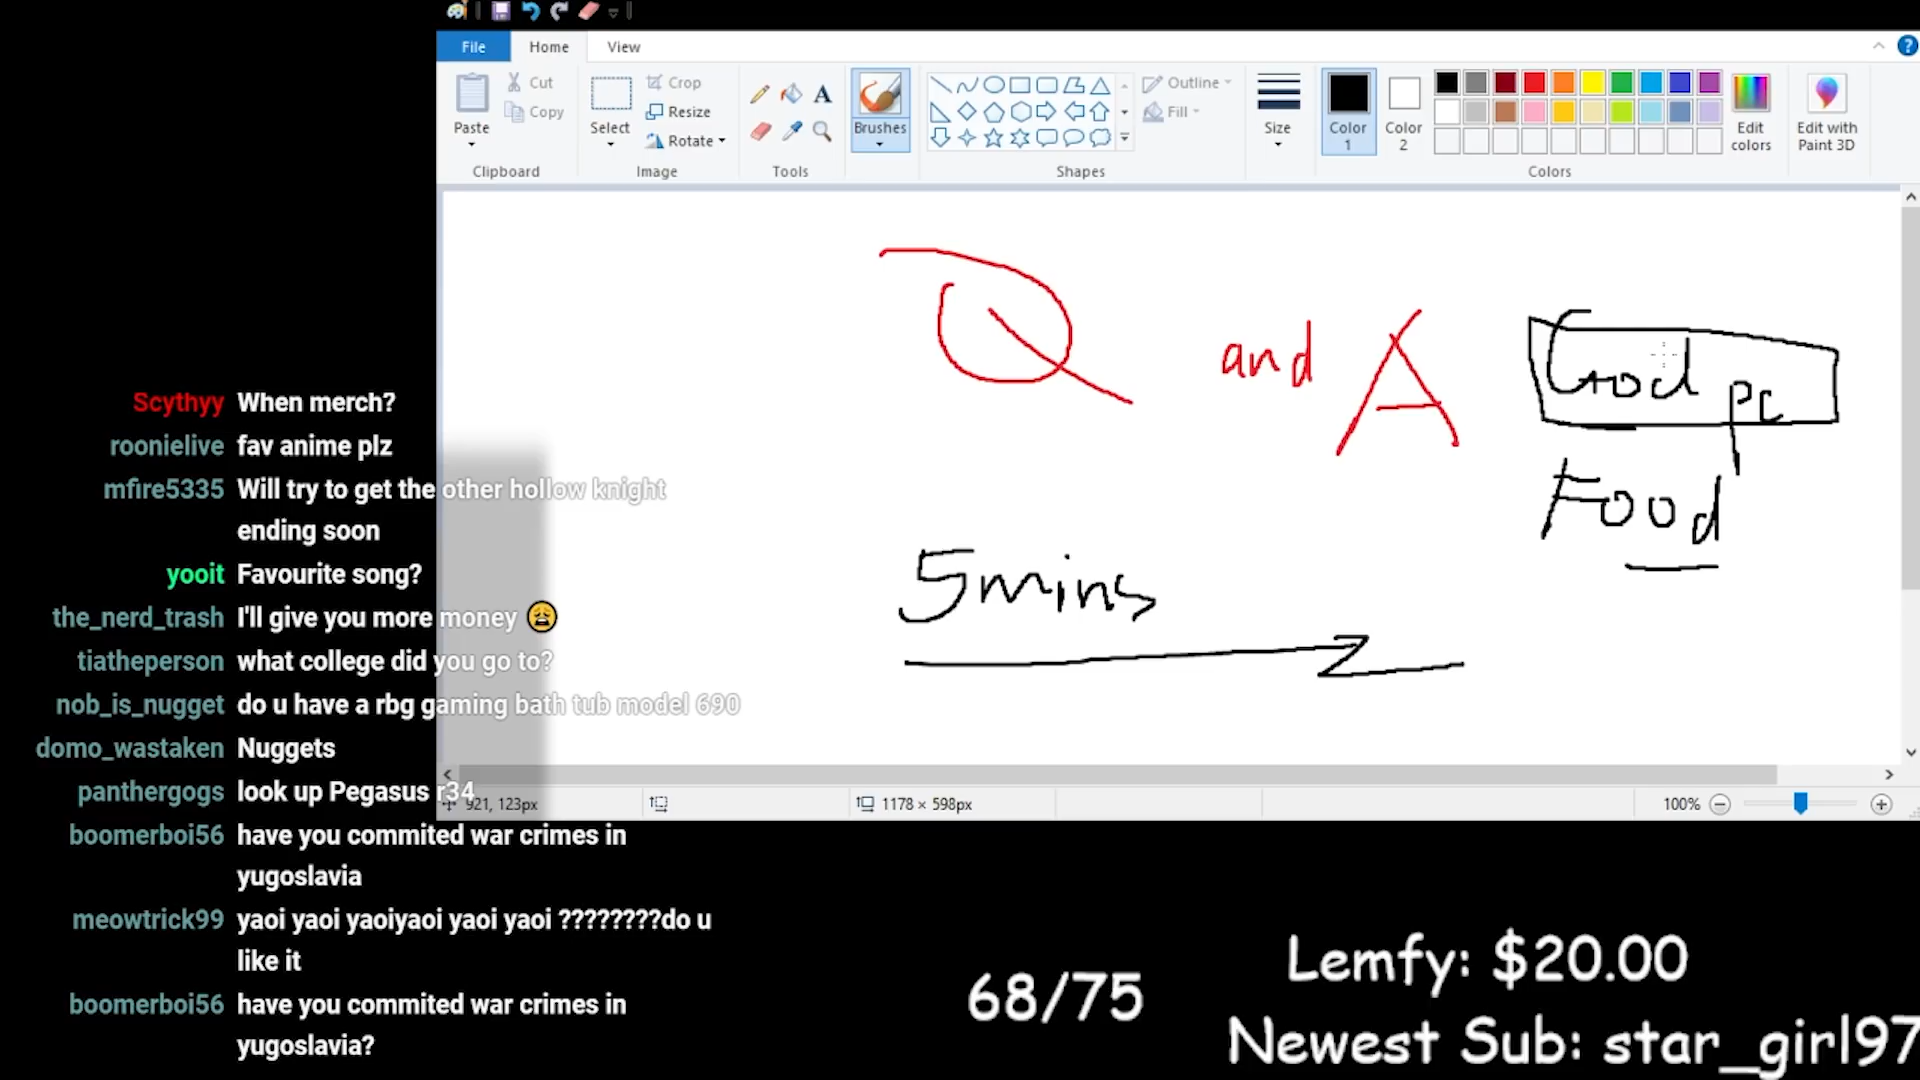 File Home View
Paste
Cut
Copy
Clipboard
Select
Crop
Resize
Rotate
Image
A
Tools
Brushes
Shapes
Outline
Fill
Size
Color 1
Color 2
Colors
Edit colors
Edit with Paint 3D
?
Q and A
God pc
Food
5mins
Scythyy When merch?
roonielive fav anime plz
mfire5335 Will try to get the other hollow knight
ending soon
yooit Favourite song?
the_nerd_trash I'll give you more money
tiatheperson what college did you go to?
nob_is_nugget do u have a rbg gaming bath tub model 690
domo_wastaken Nuggets
panthergogs look up Pegasus r34
921, 123px 1178 × 598px 100%
boomerboi56 have you commited war crimes in
yugoslavia
meowtrick99 yaoi yaoi yaoiyaoi yaoi yaoi ????????do u
like it
boomerboi56 have you commited war crimes in
yugoslavia?
68/75
Lemfy: $20.00
Newest Sub: star_girl97